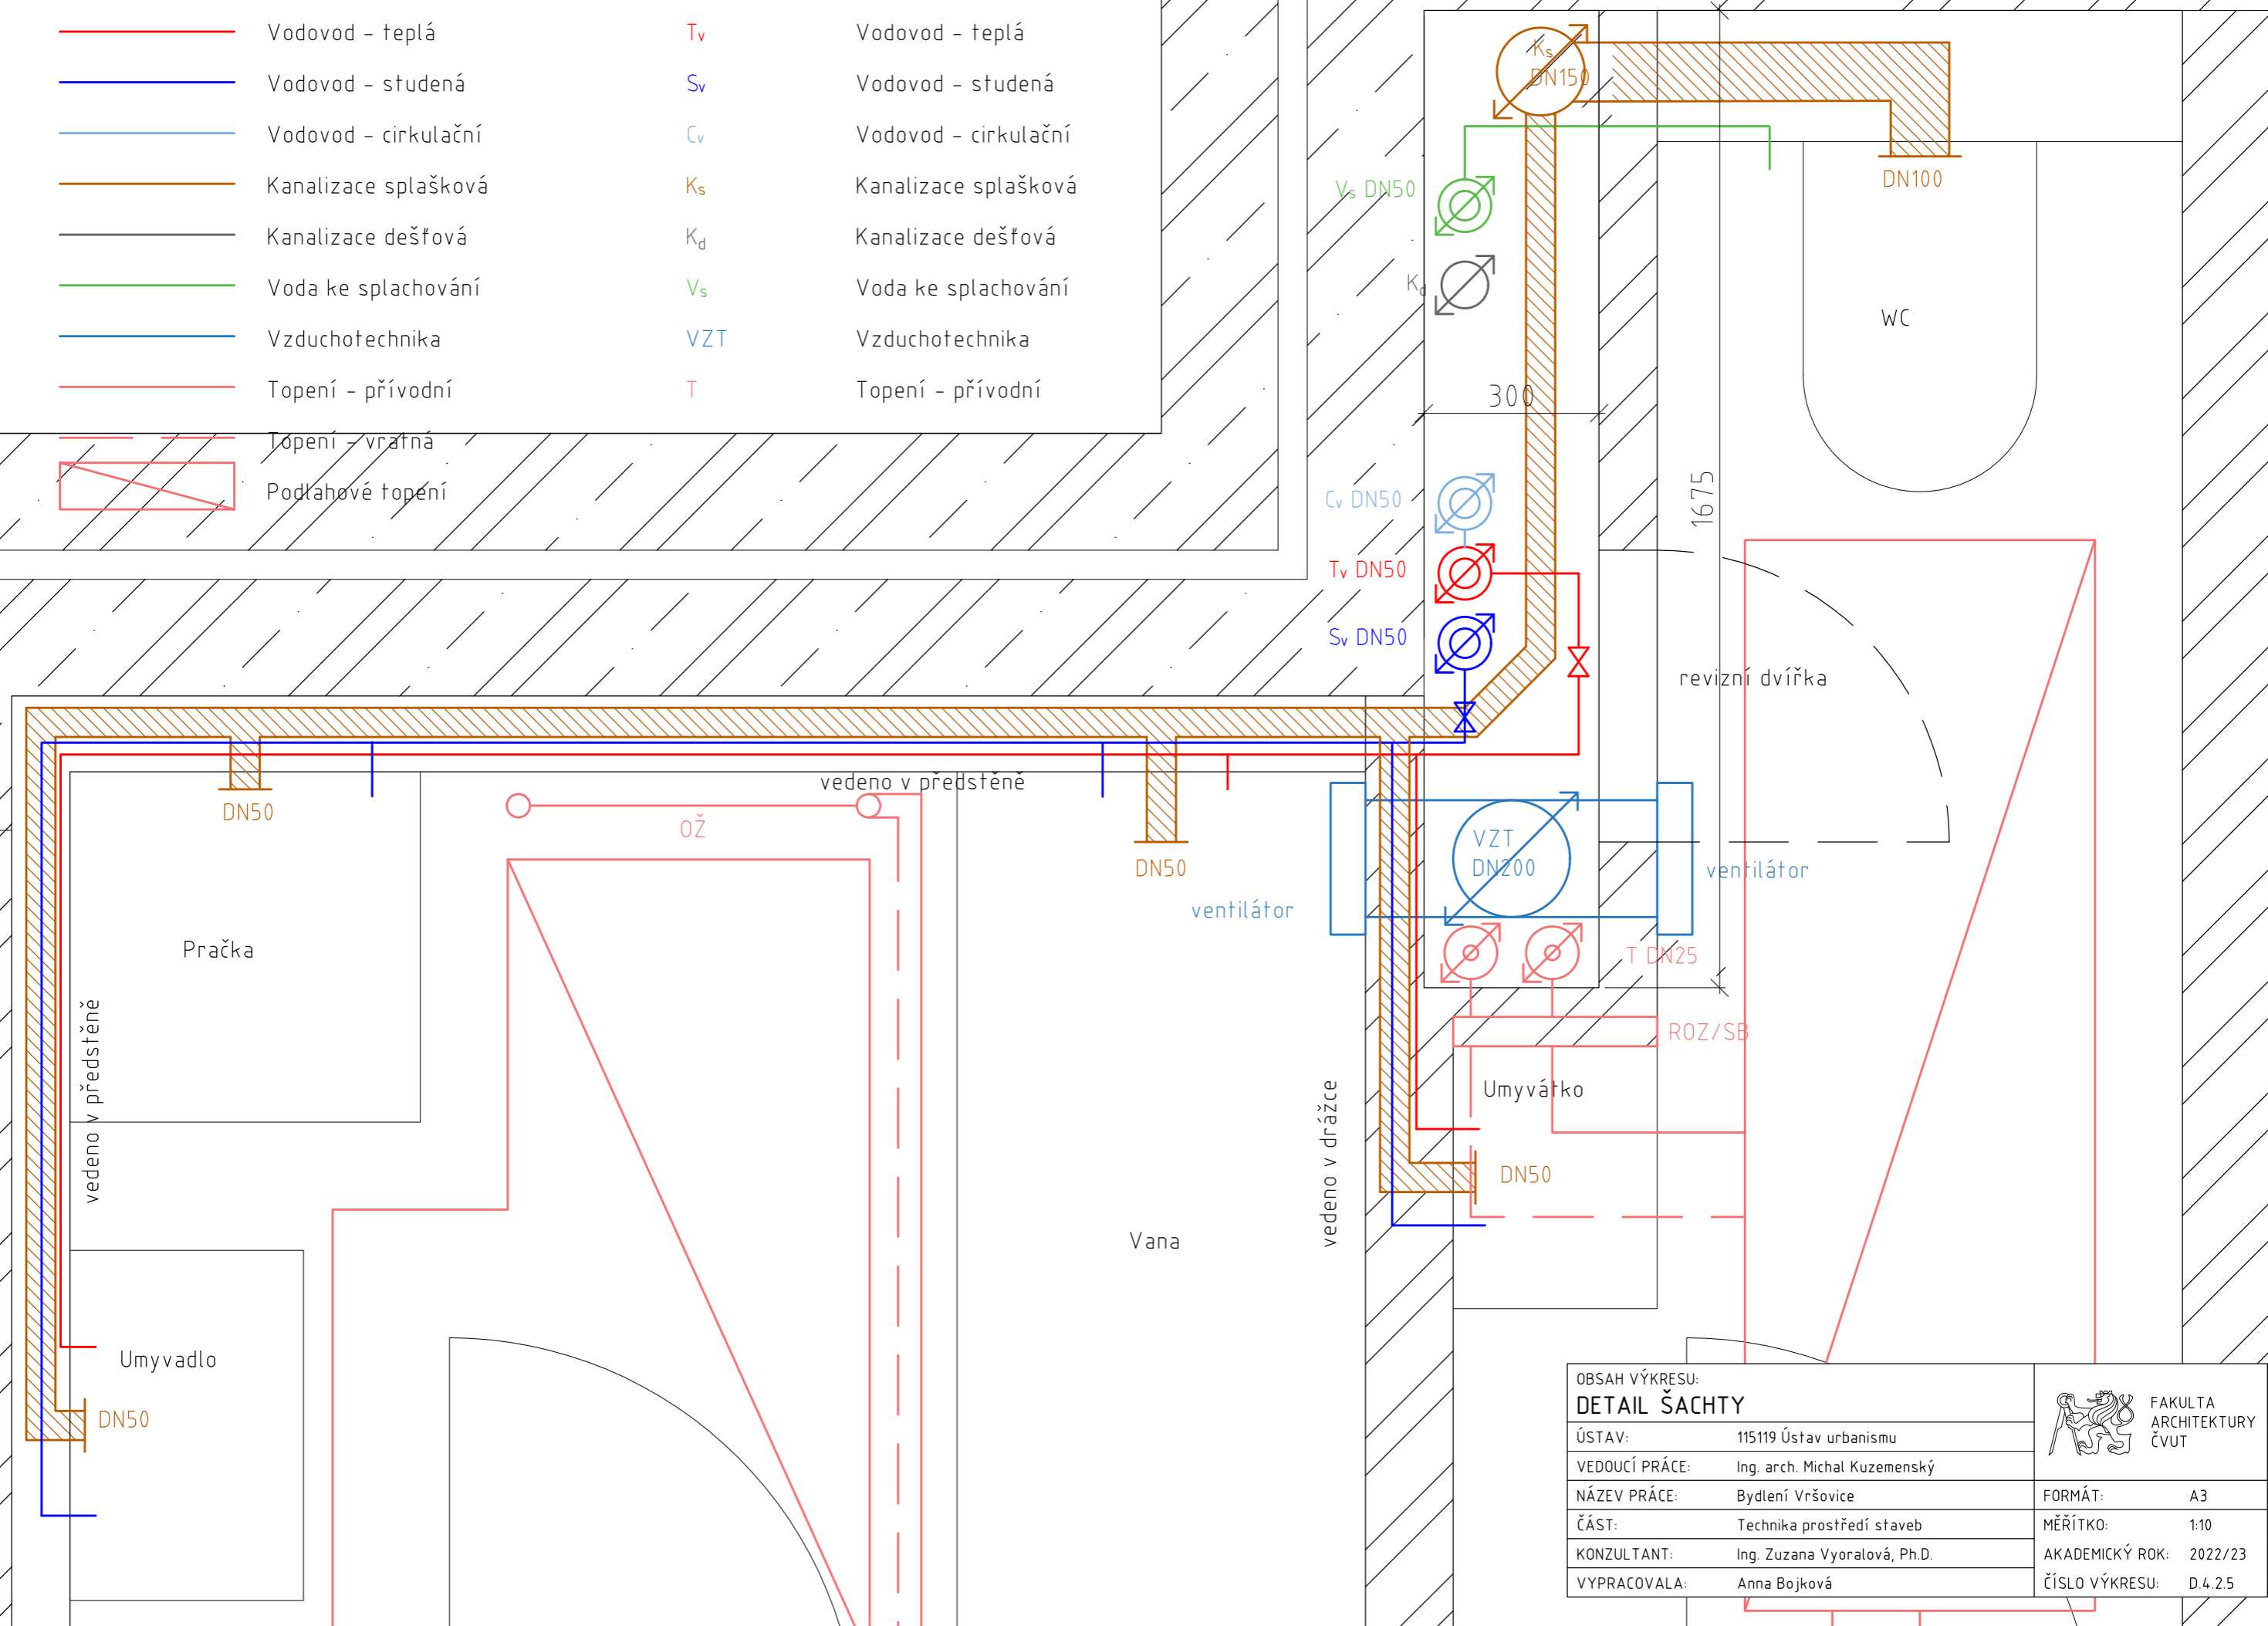 Vodovod - teplá
Tv
Vodovod - teplá
Vodovod - studená
Sv
Vodovod - studená
Vodovod - cirkulační
Cv
Vodovod - cirkulační
Kanalizace splašková
Ks
Kanalizace splašková
Kanalizace dešťová
Kd
Kanalizace dešťová
Voda ke splachování
Vs
Voda ke splachování
Vzduchotechnika
VZT
Vzduchotechnika
Topení - přívodní
T
Topení - přívodní
Topení - vratná
Podlahové topení
Ks
DN150
DN100
Vs DN50
Kd
WC
300
1675
Cv DN50
Tv DN50
Sv DN50
revizní dvířka
vedeno v předstěně
DN50
OŽ
DN50
VZT
DN200
ventilátor
ventilátor
Pračka
T DN25
ROZ/SB
vedeno v předstěně
Umyvátko
vedeno v drážce
DN50
Vana
Umyvadlo
DN50
OBSAH VÝKRESU:
DETAIL ŠACHTY
FAKULTA
ARCHITEKTURY
ČVUT
ÚSTAV: 115119 Ústav urbanismu
VEDOUCÍ PRÁCE: Ing. arch. Michal Kuzemenský
NÁZEV PRÁCE: Bydlení Vršovice
FORMÁT: A3
ČÁST: Technika prostředí staveb
MĚŘÍTKO: 1:10
KONZULTANT: Ing. Zuzana Vyoralová, Ph.D.
AKADEMICKÝ ROK: 2022/23
VYPRACOVALA: Anna Bojková
ČÍSLO VÝKRESU: D.4.2.5